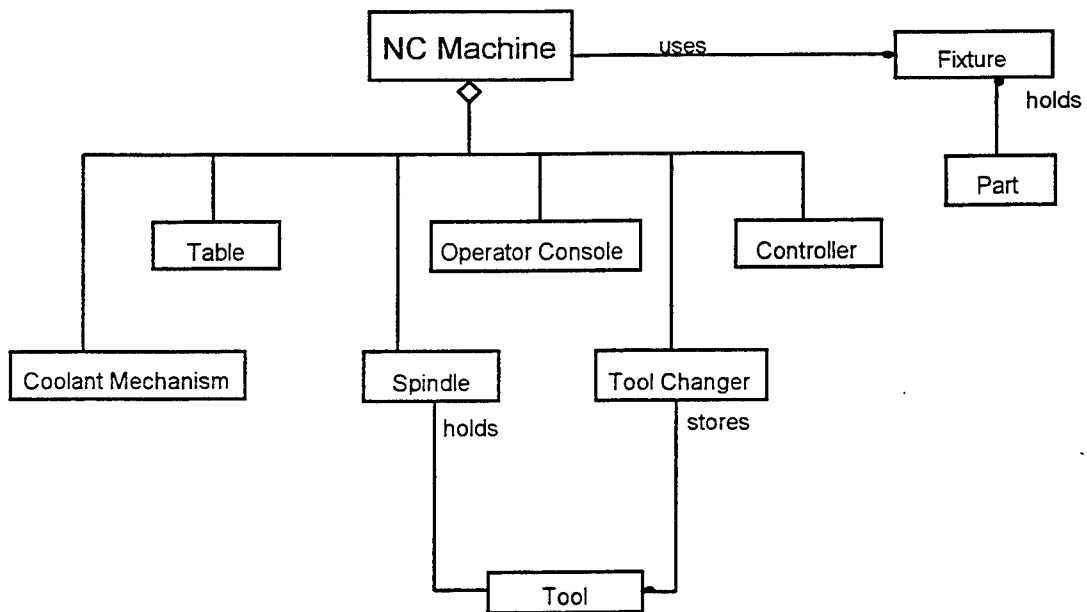 NC Machine
uses
Fixture
holds
Part
Table
Operator Console
Controller
Coolant Mechanism
Spindle
Tool Changer
holds
stores
Tool